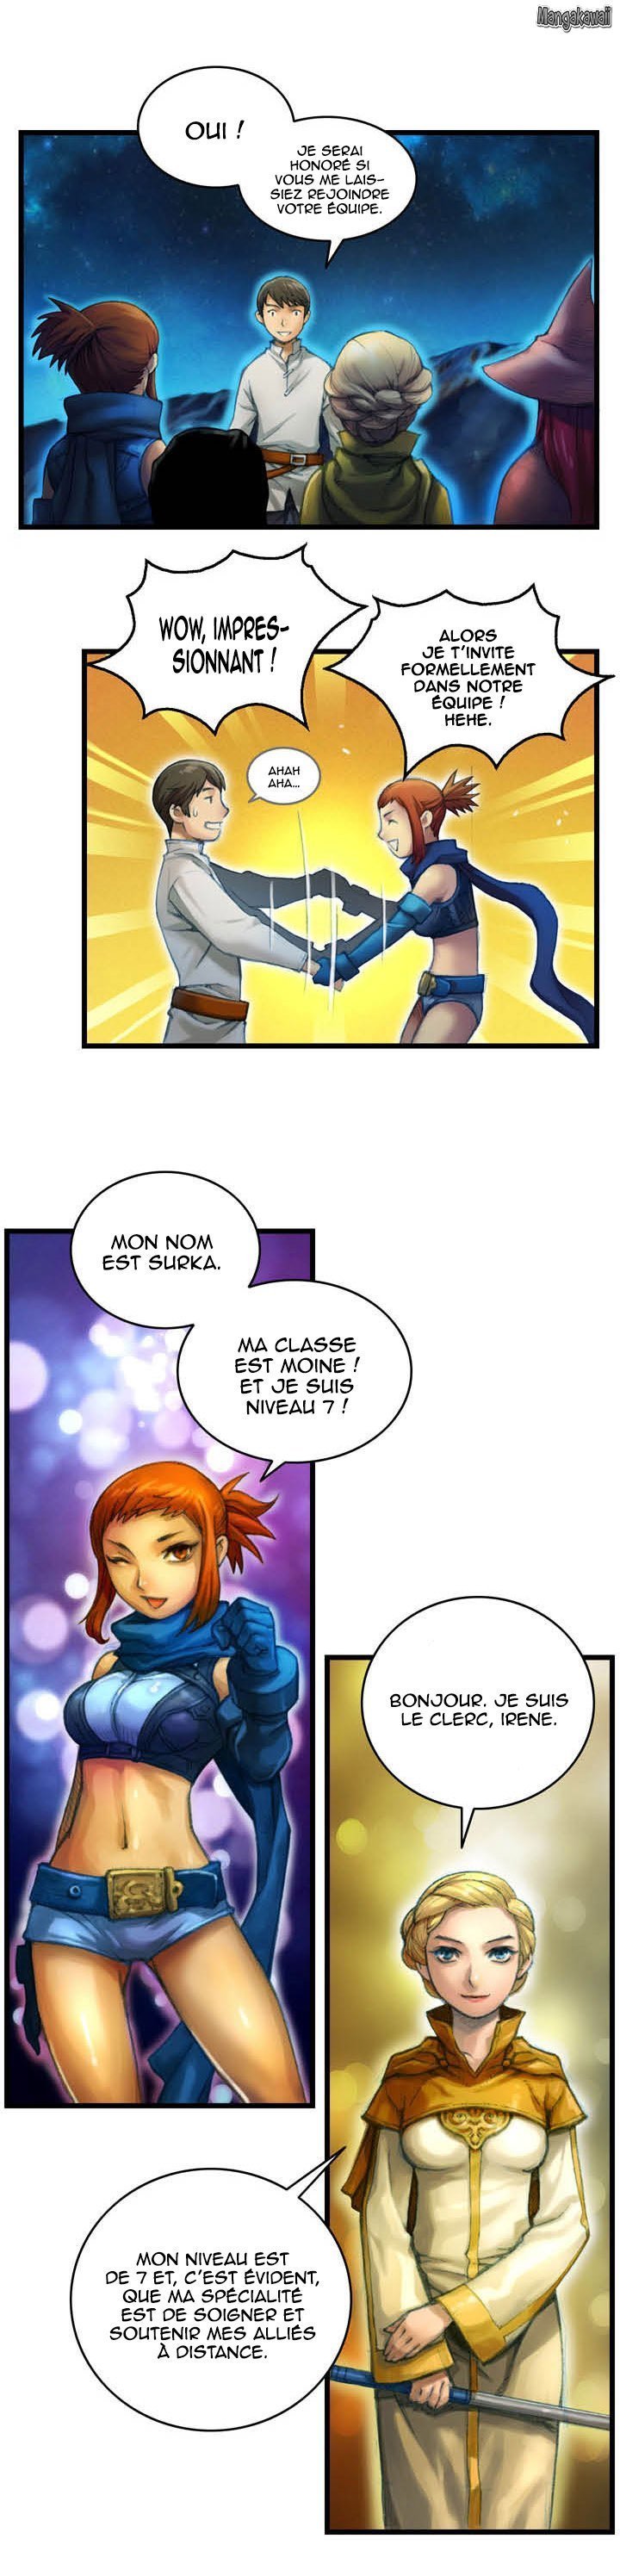 Mangakawaii
OUI !
JE SERAI
HONORÉ SI
VOUS ME LAIS-
SIEZ REJOINDRE
VOTRE ÉQUIPE.
WOW, IMPRES-
SIONNANT !
ALORS
JE T'INVITE
FORMELLEMENT
DANS NOTRE
ÉQUIPE !
HEHE.
AHAH
AHA...
MON NOM
EST SURKA.
MA CLASSE
EST MOINE !
ET JE SUIS
NIVEAU 7 !
BONJOUR. JE SUIS
LE CLERC, IRENE.
MON NIVEAU EST
DE 7 ET, C'EST ÉVIDENT,
QUE MA SPÉCIALITÉ
EST DE SOIGNER ET
SOUTENIR MES ALLIÉS
À DISTANCE.